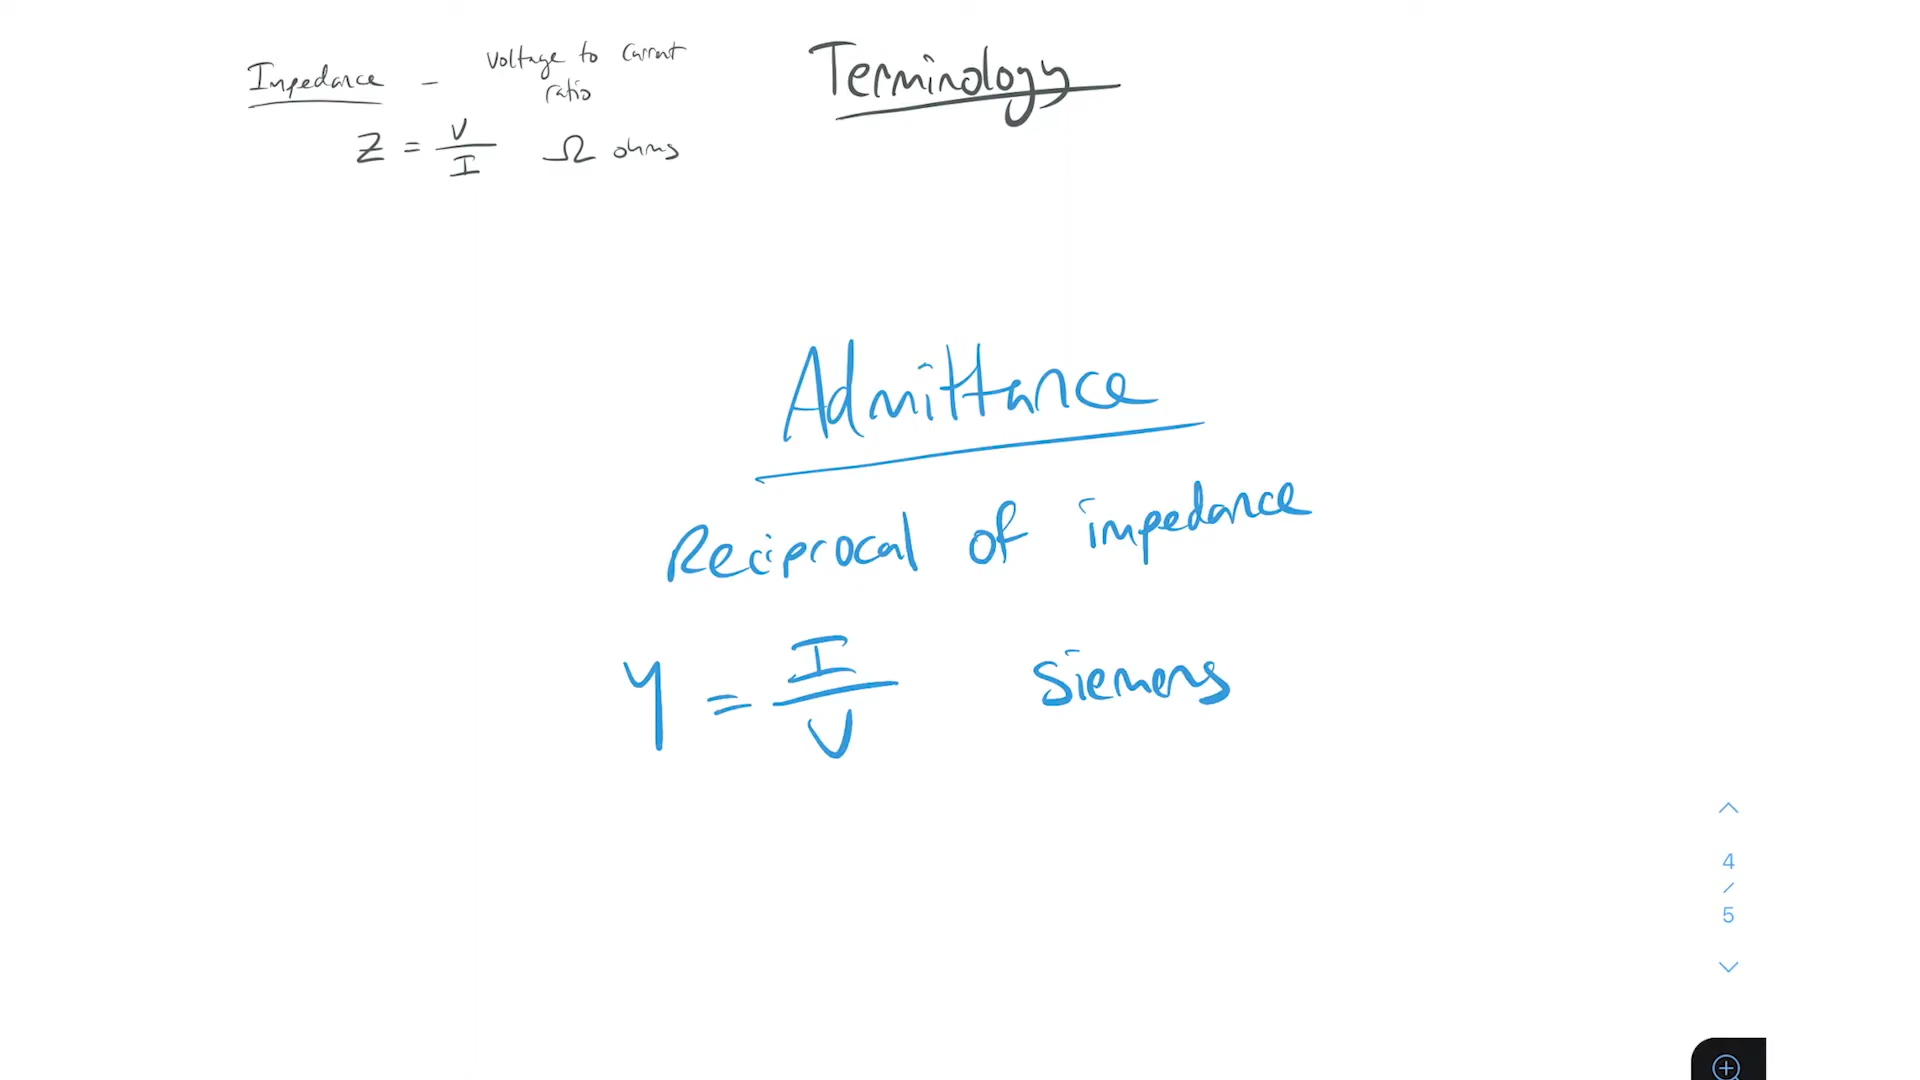 Impedance - Voltage to Current
ratio
Z = V/I Ω ohms
Terminology
Admittance
Reciprocal of impedance
Y = I/V Siemens
4
/
5